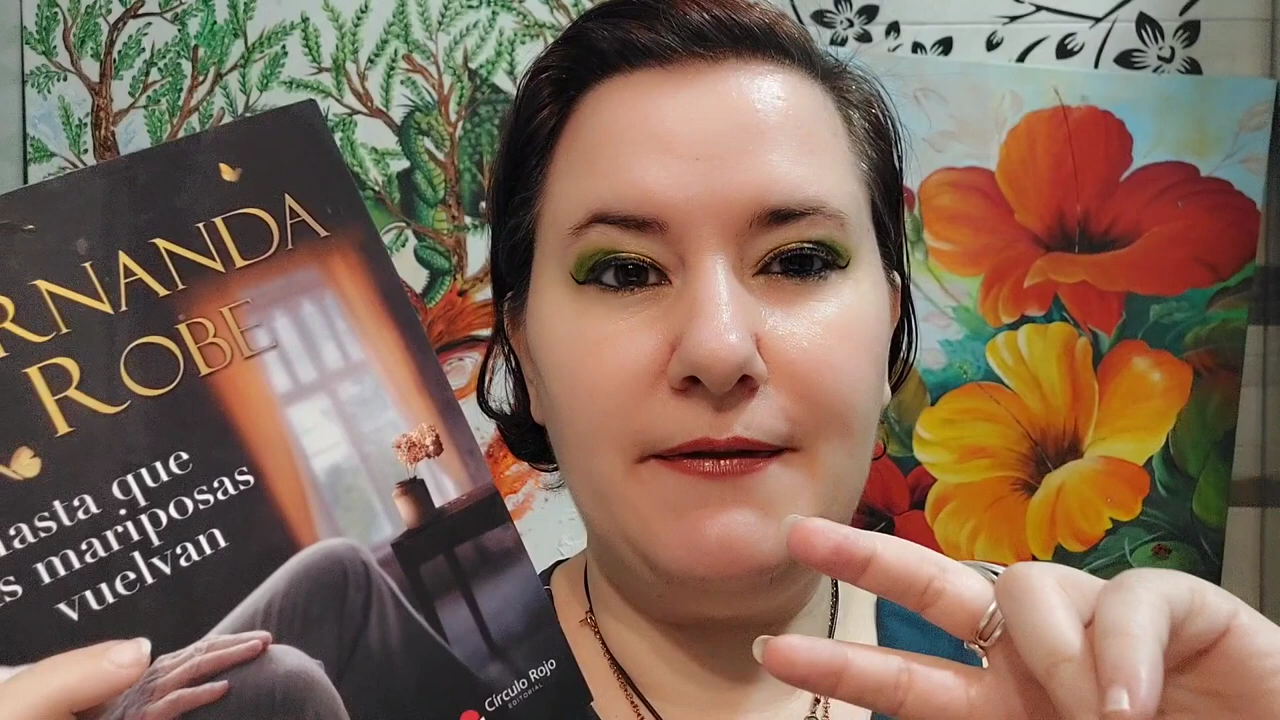 RNANDA
ROBE
asta que
s mariposas
vuelvan
Círculo Rojo
EDITORIAL